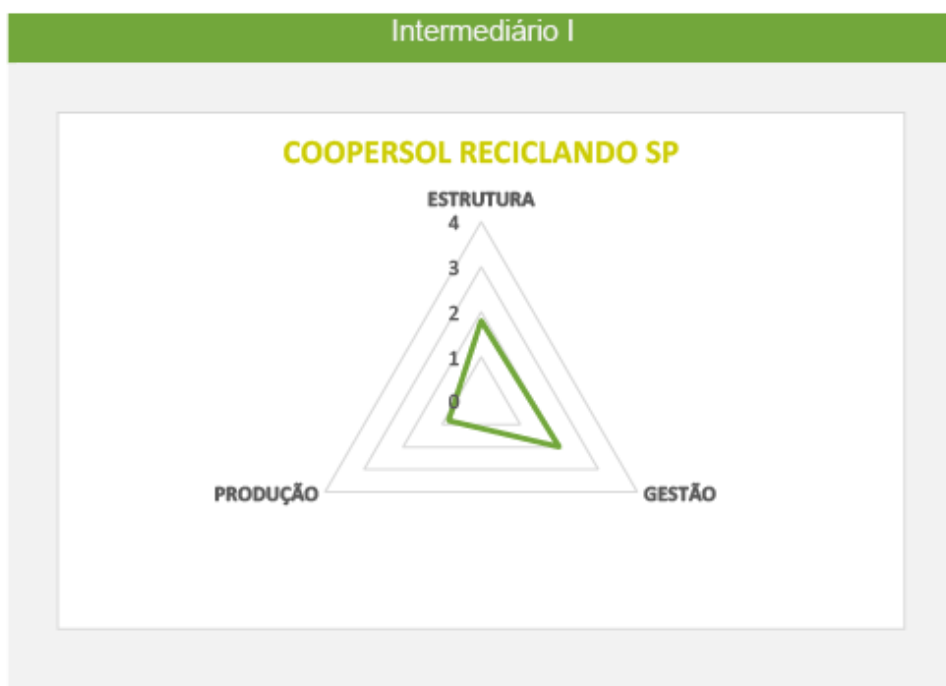 Intermediário I
COOPERSOL RECICLANDO SP
ESTRUTURA
4
3
2
1
0
PRODUÇÃO
GESTÃO